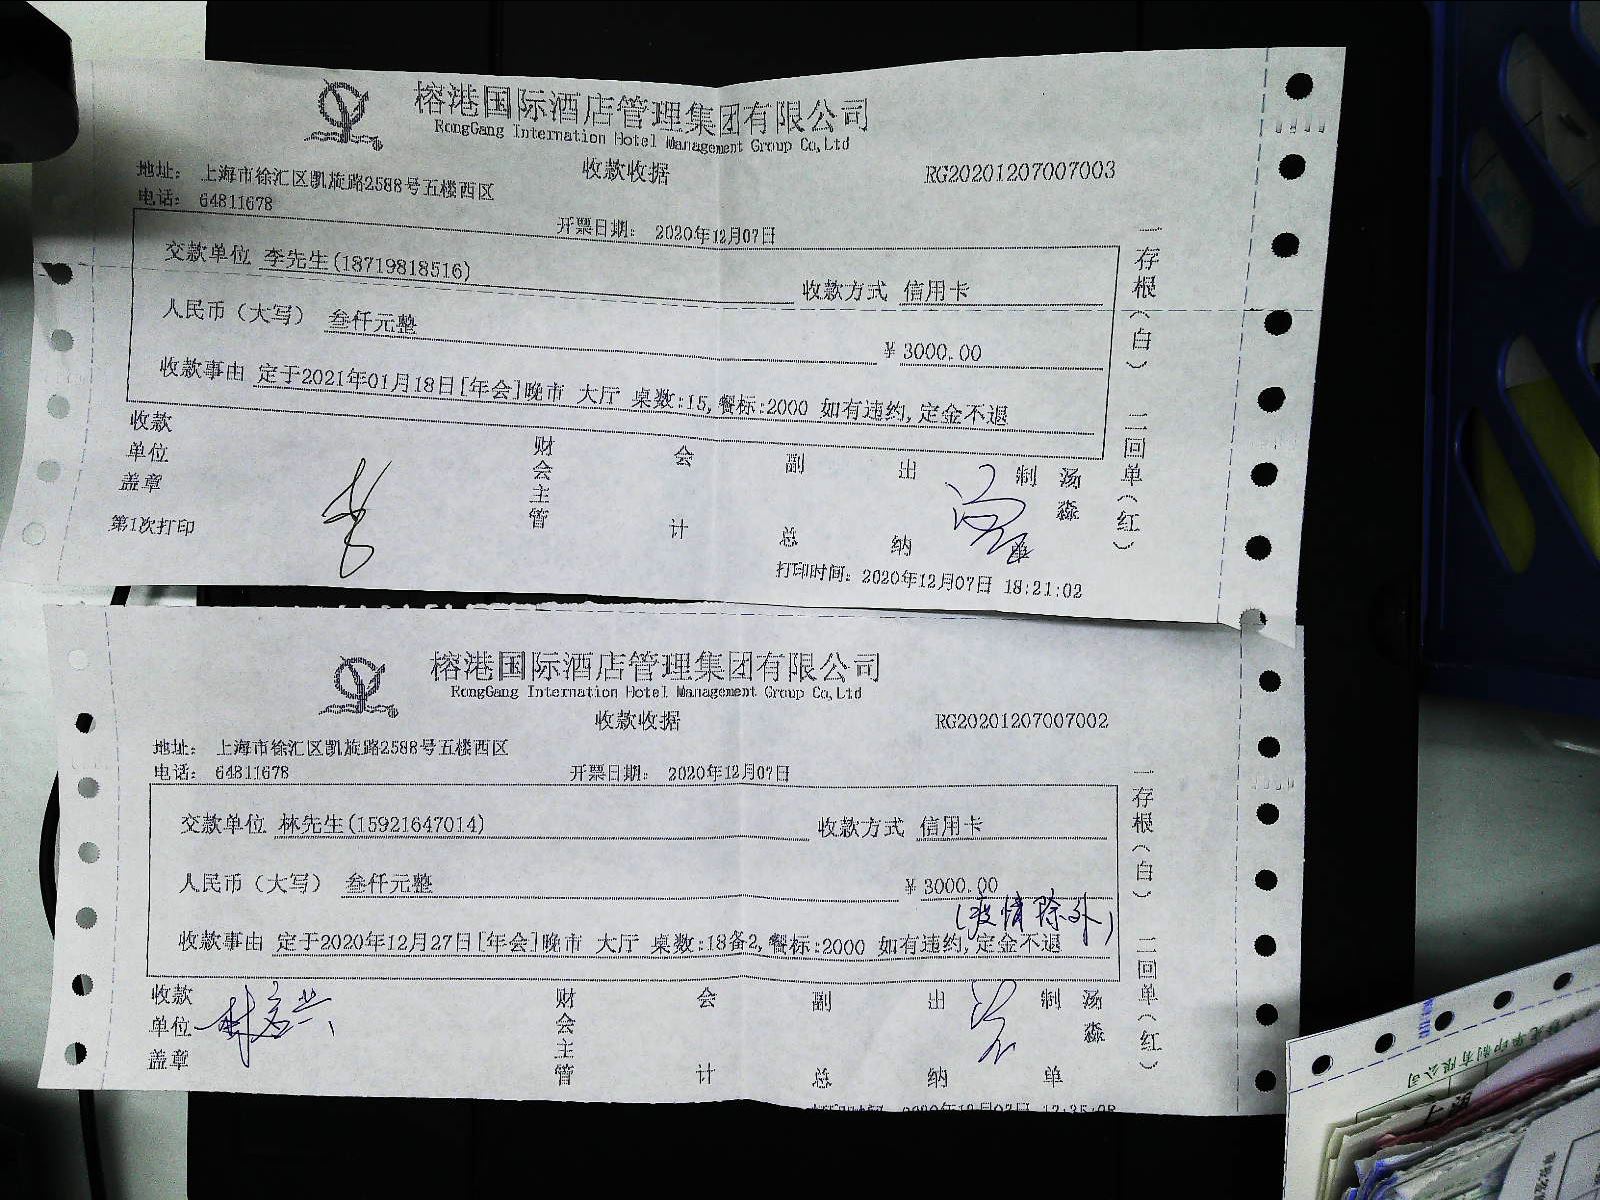 榕港国际酒店管理集团有限公司
RongGang Internation Hotel Management Group Co,Ltd
收款收据
RG20201207007003
地址： 上海市徐汇区凯旋路2588号五楼西区
电话： 64811678
开票日期： 2020年12月07日
交款单位 李先生(18719818516)
收款方式 信用卡
人民币（大写） 叁仟元整
￥3000.00
收款事由 定于2021年01月18日[年会]晚市 大厅 桌数:15,餐标:2000 如有违约,定金不退
一存根（白） 二回单（红）
收款单位盖章
财会主管
会计
副总
出纳
制单
汤淼
第1次打印
打印时间：2020年12月07日 18:21:02
榕港国际酒店管理集团有限公司
RongGang Internation Hotel Management Group Co,Ltd
收款收据
RG20201207007002
地址： 上海市徐汇区凯旋路2588号五楼西区
电话： 64811678
开票日期： 2020年12月07日
交款单位 林先生(15921647014)
收款方式 信用卡
人民币（大写） 叁仟元整
￥3000.00
(疫情除外)
收款事由 定于2020年12月27日[年会]晚市 大厅 桌数:18备2,餐标:2000 如有违约,定金不退
一存根（白） 二回单（红）
收款单位盖章
财会主管
会计
副总
出纳
制单
汤淼